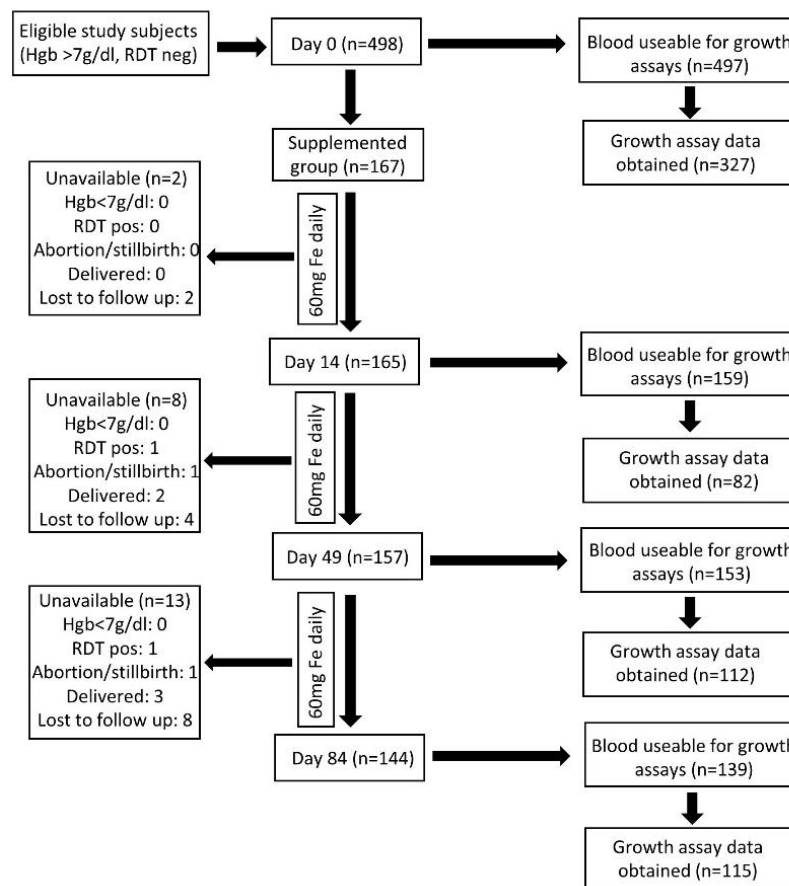 Eligible study subjects
(Hgb >7g/dl, RDT neg)
Day 0 (n=498)
Blood useable for growth
assays (n=497)
Growth assay data
obtained (n=327)
Supplemented
group (n=167)
Unavailable (n=2)
Hgb<7g/dl: 0
RDT pos: 0
Abortion/stillbirth: 0
Delivered: 0
Lost to follow up: 2
60mg Fe daily
Day 14 (n=165)
Blood useable for growth
assays (n=159)
Growth assay data
obtained (n=82)
Unavailable (n=8)
Hgb<7g/dl: 0
RDT pos: 1
Abortion/stillbirth: 1
Delivered: 2
Lost to follow up: 4
60mg Fe daily
Day 49 (n=157)
Blood useable for growth
assays (n=153)
Growth assay data
obtained (n=112)
Unavailable (n=13)
Hgb<7g/dl: 0
RDT pos: 1
Abortion/stillbirth: 1
Delivered: 3
Lost to follow up: 8
60mg Fe daily
Day 84 (n=144)
Blood useable for growth
assays (n=139)
Growth assay data
obtained (n=115)